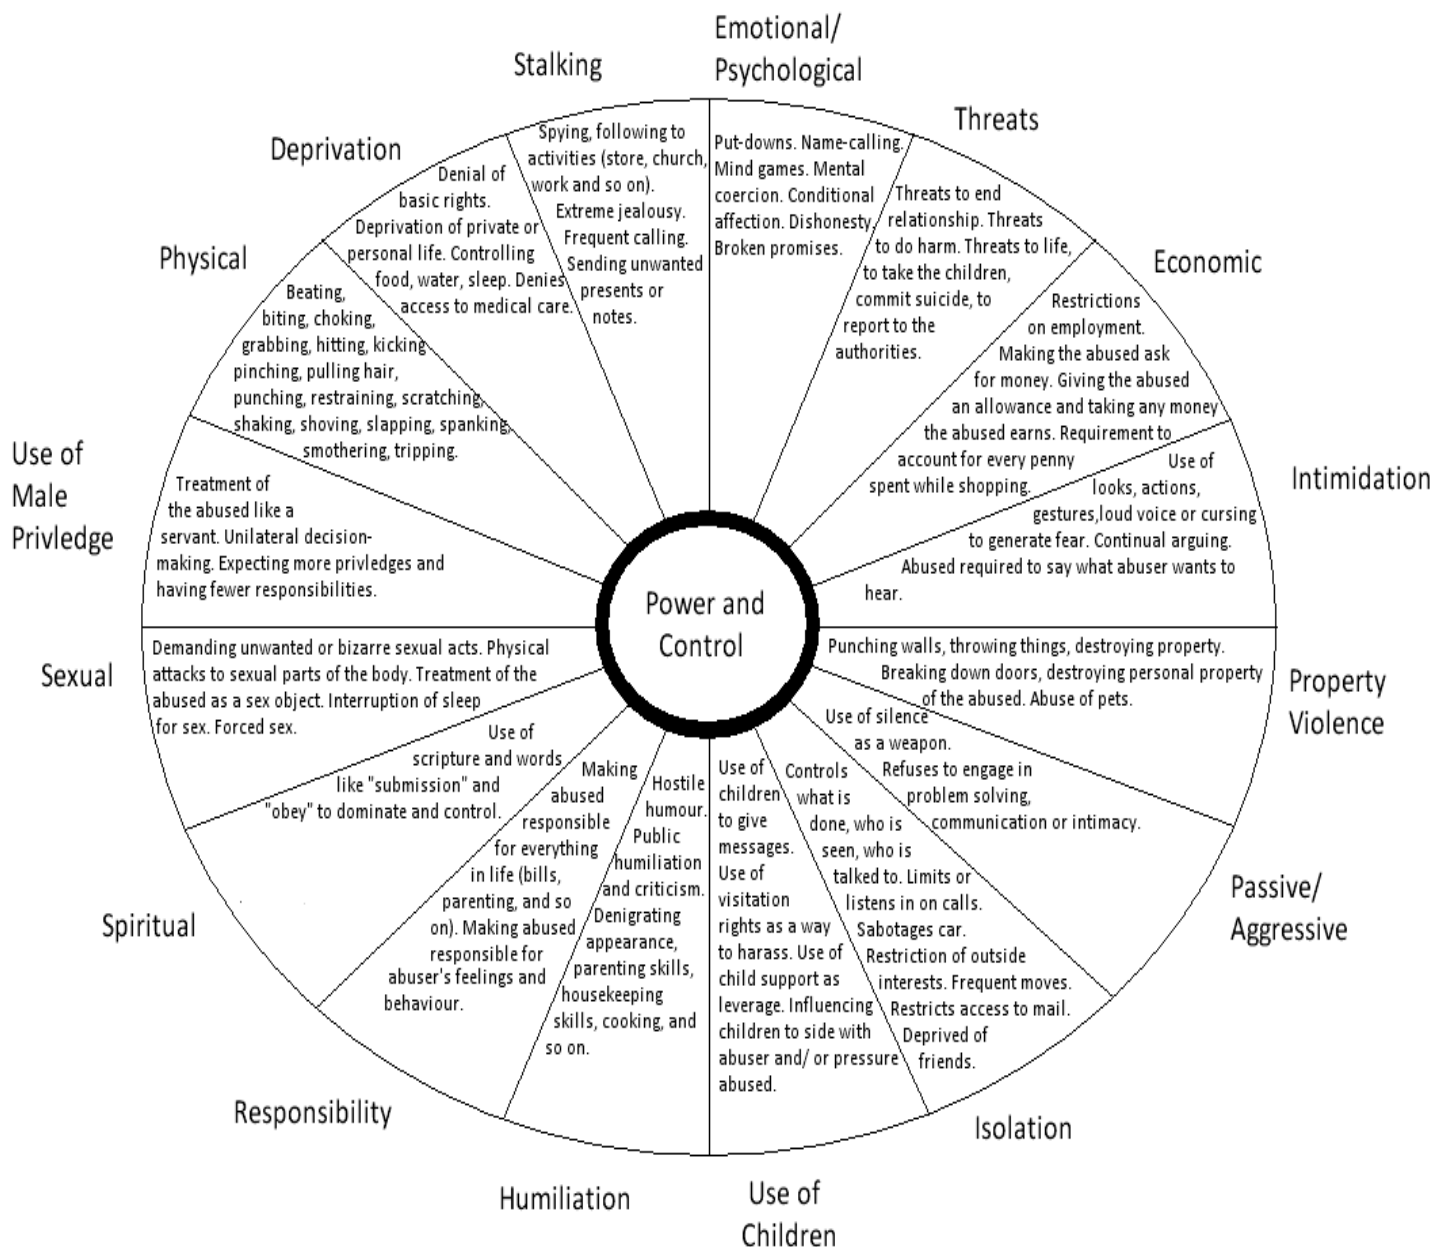 Emotional/
Psychological
Put-downs. Name-calling.
Mind games. Mental
coercion. Conditional
affection. Dishonesty.
Broken promises.
Threats
Threats to end
relationship. Threats
to do harm. Threats to life,
to take the children,
commit suicide, to
report to the
authorities.
Economic
Restrictions
on employment.
Making the abused ask
for money. Giving the abused
an allowance and taking any money
the abused earns. Requirement to
account for every penny
spent while shopping.
Intimidation
Use of
looks, actions,
gestures,loud voice or cursing
to generate fear. Continual arguing.
Abused required to say what abuser wants to
hear.
Property
Violence
Punching walls, throwing things, destroying property.
Breaking down doors, destroying personal property
of the abused. Abuse of pets.
Passive/
Aggressive
Use of silence
as a weapon.
Refuses to engage in
problem solving,
communication or intimacy.
Isolation
Controls
what is
done, who is
seen, who is
talked to. Limits or
listens in on calls.
Sabotages car.
Restriction of outside
interests. Frequent moves.
Restricts access to mail.
Deprived of
friends.
Use of
Children
Use of
children
to give
messages.
Use of
visitation
rights as a way
to harass. Use of
child support as
leverage. Influencing
children to side with
abuser and/ or pressure
abused.
Humiliation
Hostile
humour.
Public
humiliation
and criticism.
Denigrating
appearance,
parenting skills,
housekeeping
skills, cooking, and
so on.
Responsibility
Making
abused
responsible
for everything
in life (bills,
parenting, and so
on). Making abused
responsible for
abuser's feelings and
behaviour.
Spiritual
Use of
scripture and words
like "submission" and
"obey" to dominate and control.
Sexual
Demanding unwanted or bizarre sexual acts. Physical
attacks to sexual parts of the body. Treatment of the
abused as a sex object. Interruption of sleep
for sex. Forced sex.
Use of
Male
Privledge
Treatment of
the abused like a
servant. Unilateral decision-
making. Expecting more privledges and
having fewer responsibilities.
Physical
Beating,
biting, choking,
grabbing, hitting, kicking
pinching, pulling hair,
punching, restraining, scratching,
shaking, shoving, slapping, spanking,
smothering, tripping.
Deprivation
Denial of
basic rights.
Deprivation of private or
personal life. Controlling
food, water, sleep. Denies
access to medical care.
Stalking
Spying, following to
activities (store, church,
work and so on).
Extreme jealousy.
Frequent calling.
Sending unwanted
presents or
notes.
Power and
Control